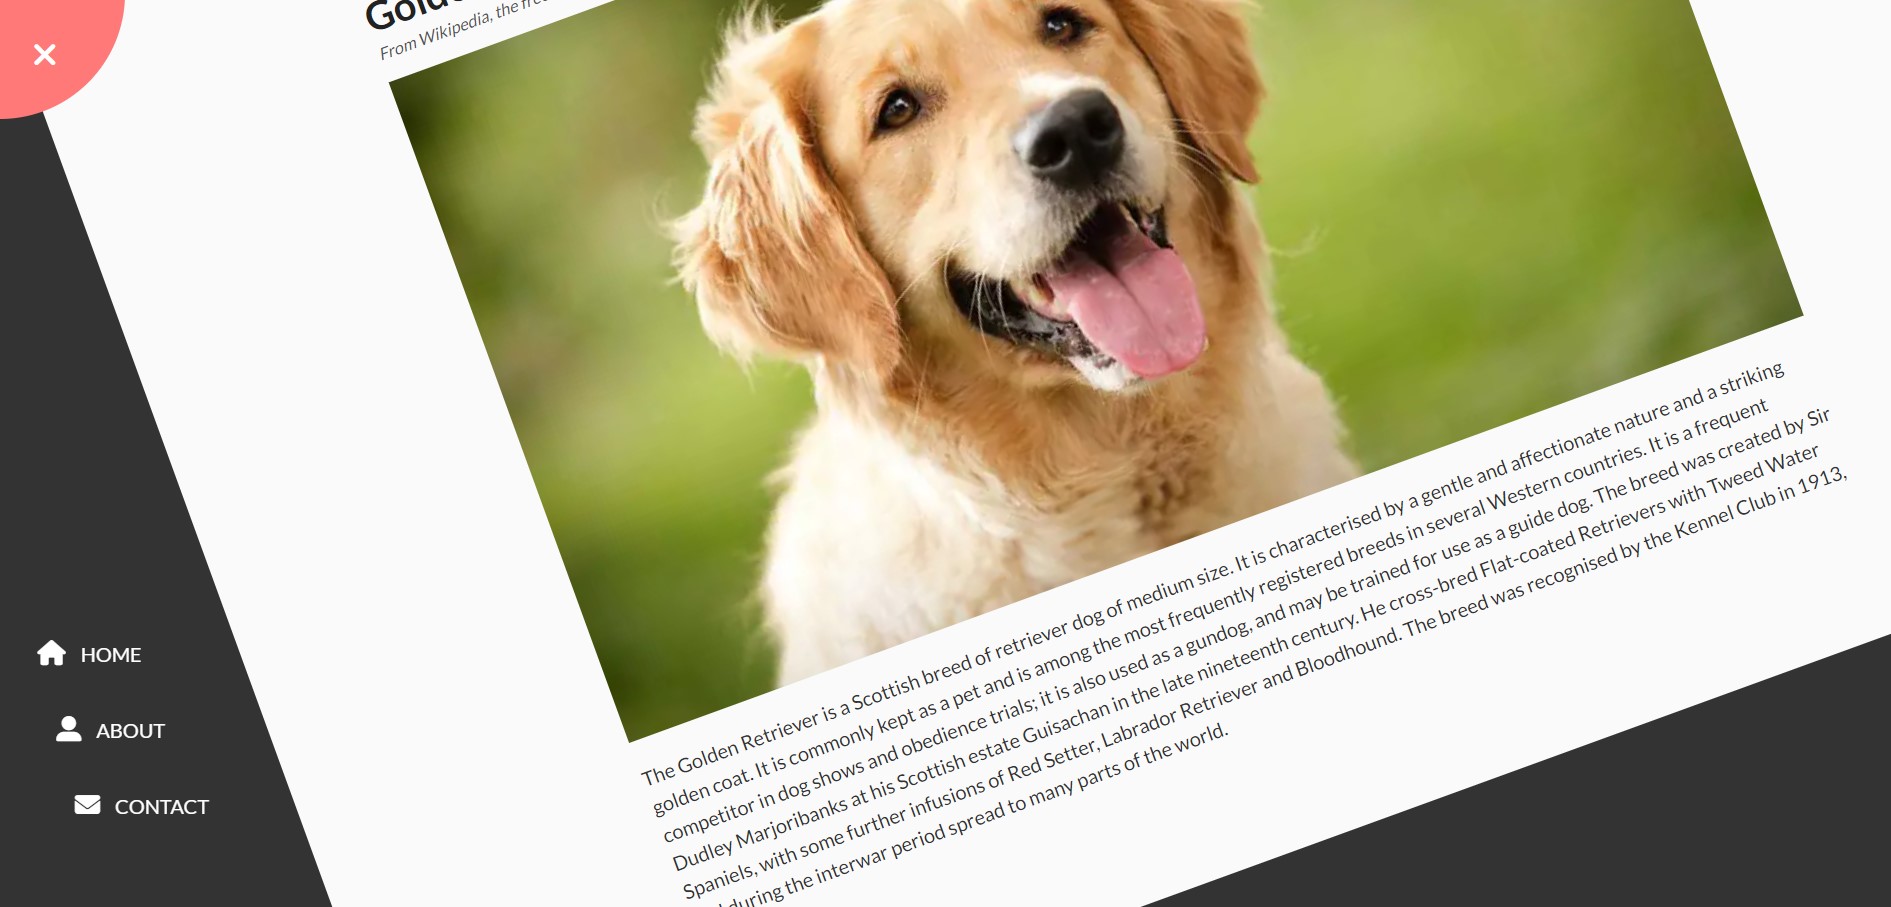 From Wikipedia, the
The Golden Retriever is a Scottish breed of retriever dog of medium size. It is characterised by a gentle and affectionate nature and a striking
golden coat. It is commonly kept as a pet and is among the most frequently registered breeds in several Western countries. It is a frequent
competitor in dog shows and obedience trials; it is also used as a gundog, and may be trained for use as a guide dog. The breed was created by Sir
Dudley Marjoribanks at his Scottish estate Guisachan in the late nineteenth century. He cross-bred Flat-coated Retrievers with Tweed Water
Spaniels, with some further infusions of Red Setter, Labrador Retriever and Bloodhound. The breed was recognised by the Kennel Club in 1913,
during the interwar period spread to many parts of the world.
HOME
ABOUT
CONTACT